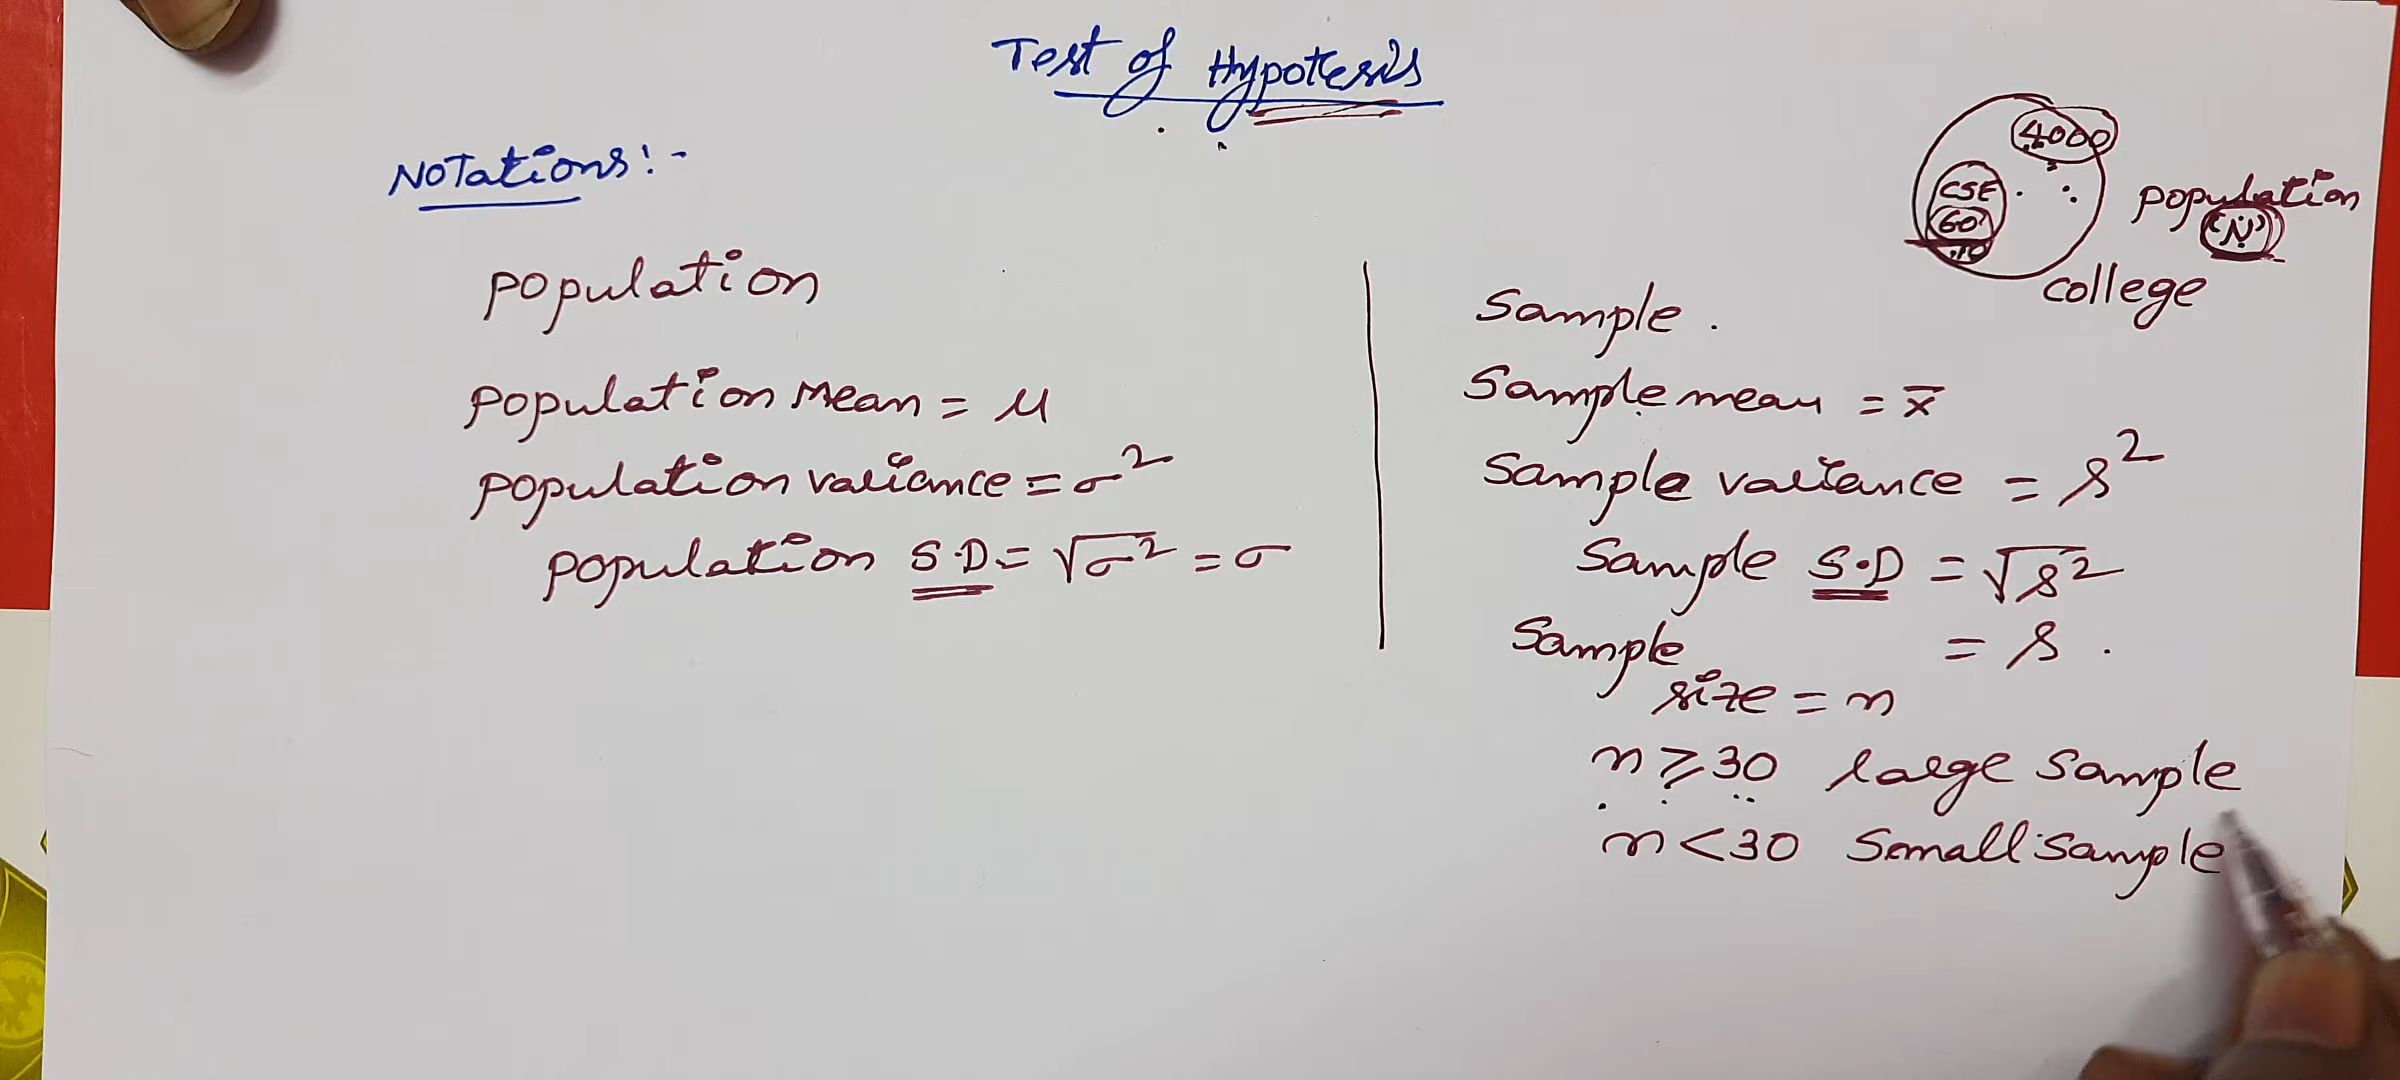 Test of Hypotesis
NOTations:-
4000
CSE
60
population
'N'
college
population
population mean = μ
population variance = σ²
population S.D = √σ² = σ
Sample.
Sample mean = x̄
Sample variance = s²
Sample S.D = √s²
= s.
Sample
size = n
n ≥ 30 large sample
n < 30 Small sample